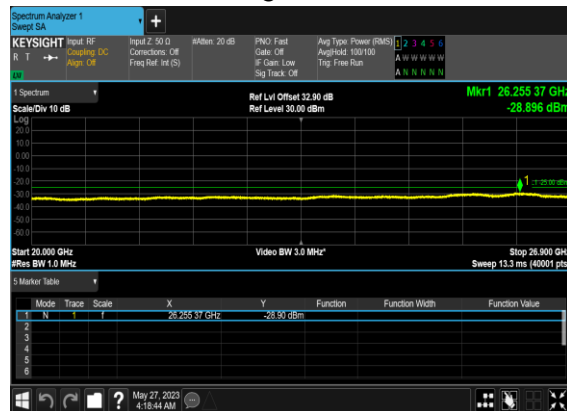 Spectrum Analyzer 1
Swept SA
KEYSIGHT Input: RF Input Z: 50 Ω #Atten: 20 dB PNO: Fast Avg Type: Power (RMS) 1 2 3 4 5 6
R T Coupling: DC Corrections: Off Gate: Off Avg|Hold: 100/100 A W W W W W
Align: Off Freq Ref: Int (S) IF Gain: Low Trig: Free Run
Sig Track: Off A N N N N N
1 Spectrum Ref Lvl Offset 32.90 dB Mkr1 26.255 37 GHz
Scale/Div 10 dB Ref Level 30.00 dBm -28.896 dBm
Log
20.0
10.0
0.00
-10.0
-20.0
1
-25.00 dBm
-30.0
-40.0
-50.0
-60.0
Start 20.000 GHz Video BW 3.0 MHz* Stop 26.900 GHz
#Res BW 1.0 MHz Sweep 13.3 ms (40001 pts)
5 Marker Table
Mode Trace Scale X Y Function Function Width Function Value
1 N 1 f 26.255 37 GHz -28.90 dBm
2
3
4
5
6
? May 27, 2023
4:18:44 AM